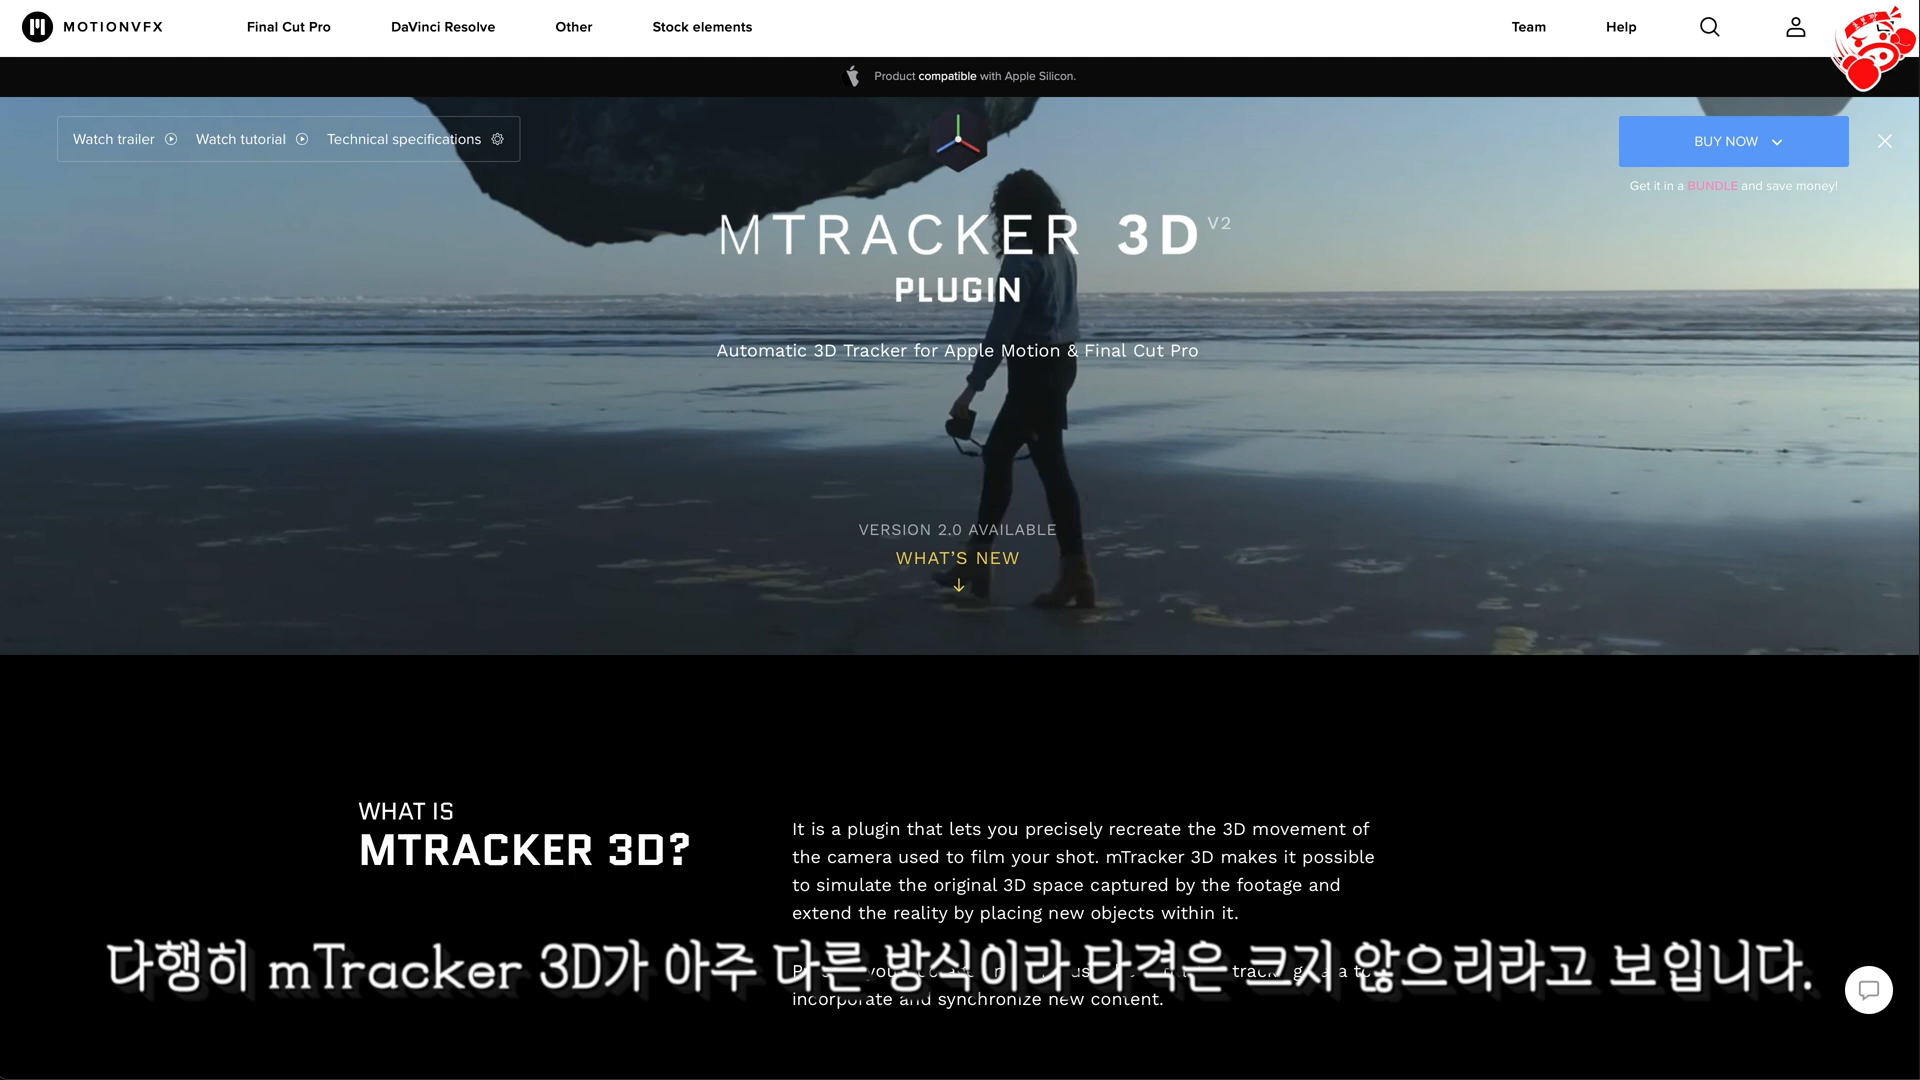 MOTIONVFX
Final Cut Pro
DaVinci Resolve
Other
Stock elements
Team
Help
Product compatible with Apple Silicon.
Watch trailer
Watch tutorial
Technical specifications
BUY NOW
Get it in a BUNDLE and save money!
MTRACKER 3D V2
PLUGIN
Automatic 3D Tracker for Apple Motion & Final Cut Pro
VERSION 2.0 AVAILABLE
WHAT'S NEW
WHAT IS
MTRACKER 3D?
It is a plugin that lets you precisely recreate the 3D movement of
the camera used to film your shot. mTracker 3D makes it possible
to simulate the original 3D space captured by the footage and
extend the reality by placing new objects within it.
다행히 mTracker 3D가 아주 다른 방식이라 타격은 크지 않으리라고 보입니다.
incorporate and synchronize new content.